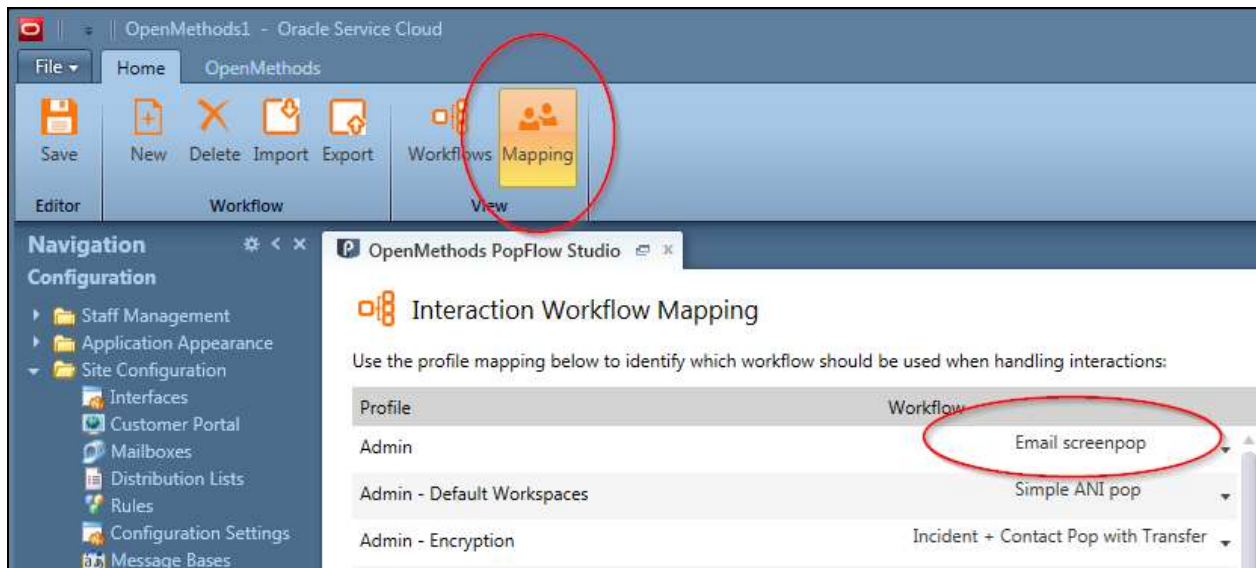 OpenMethods1 - Oracle Service Cloud
File Home OpenMethods
Save New Delete Import Export Workflows Mapping
Editor Workflow View
Navigation
Configuration
Staff Management
Application Appearance
Site Configuration
Interfaces
Customer Portal
Mailboxes
Distribution Lists
Rules
Configuration Settings
Message Bases
OpenMethods PopFlow Studio
Interaction Workflow Mapping
Use the profile mapping below to identify which workflow should be used when handling interactions:
Profile Workflow
Admin Email screenpop
Admin - Default Workspaces Simple ANI pop
Admin - Encryption Incident + Contact Pop with Transfer